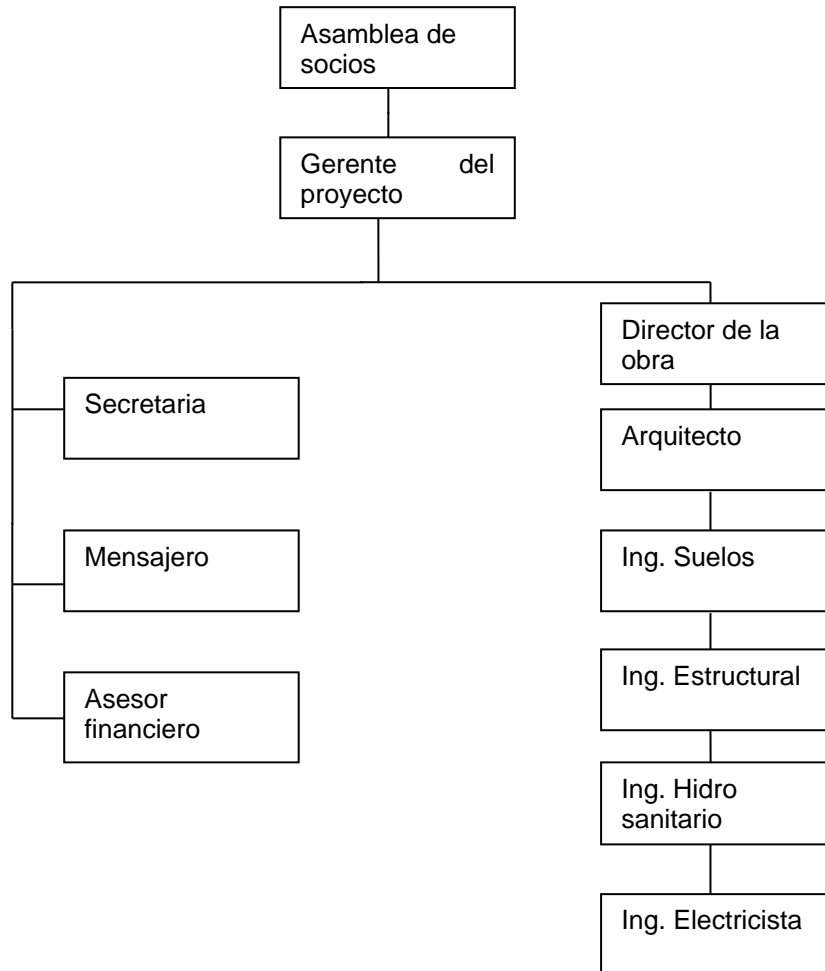 Asamblea de
socios
Gerente del
proyecto
Director de la
obra
Secretaria
Arquitecto
Mensajero
Ing. Suelos
Ing. Estructural
Asesor
financiero
Ing. Hidro
sanitario
Ing. Electricista